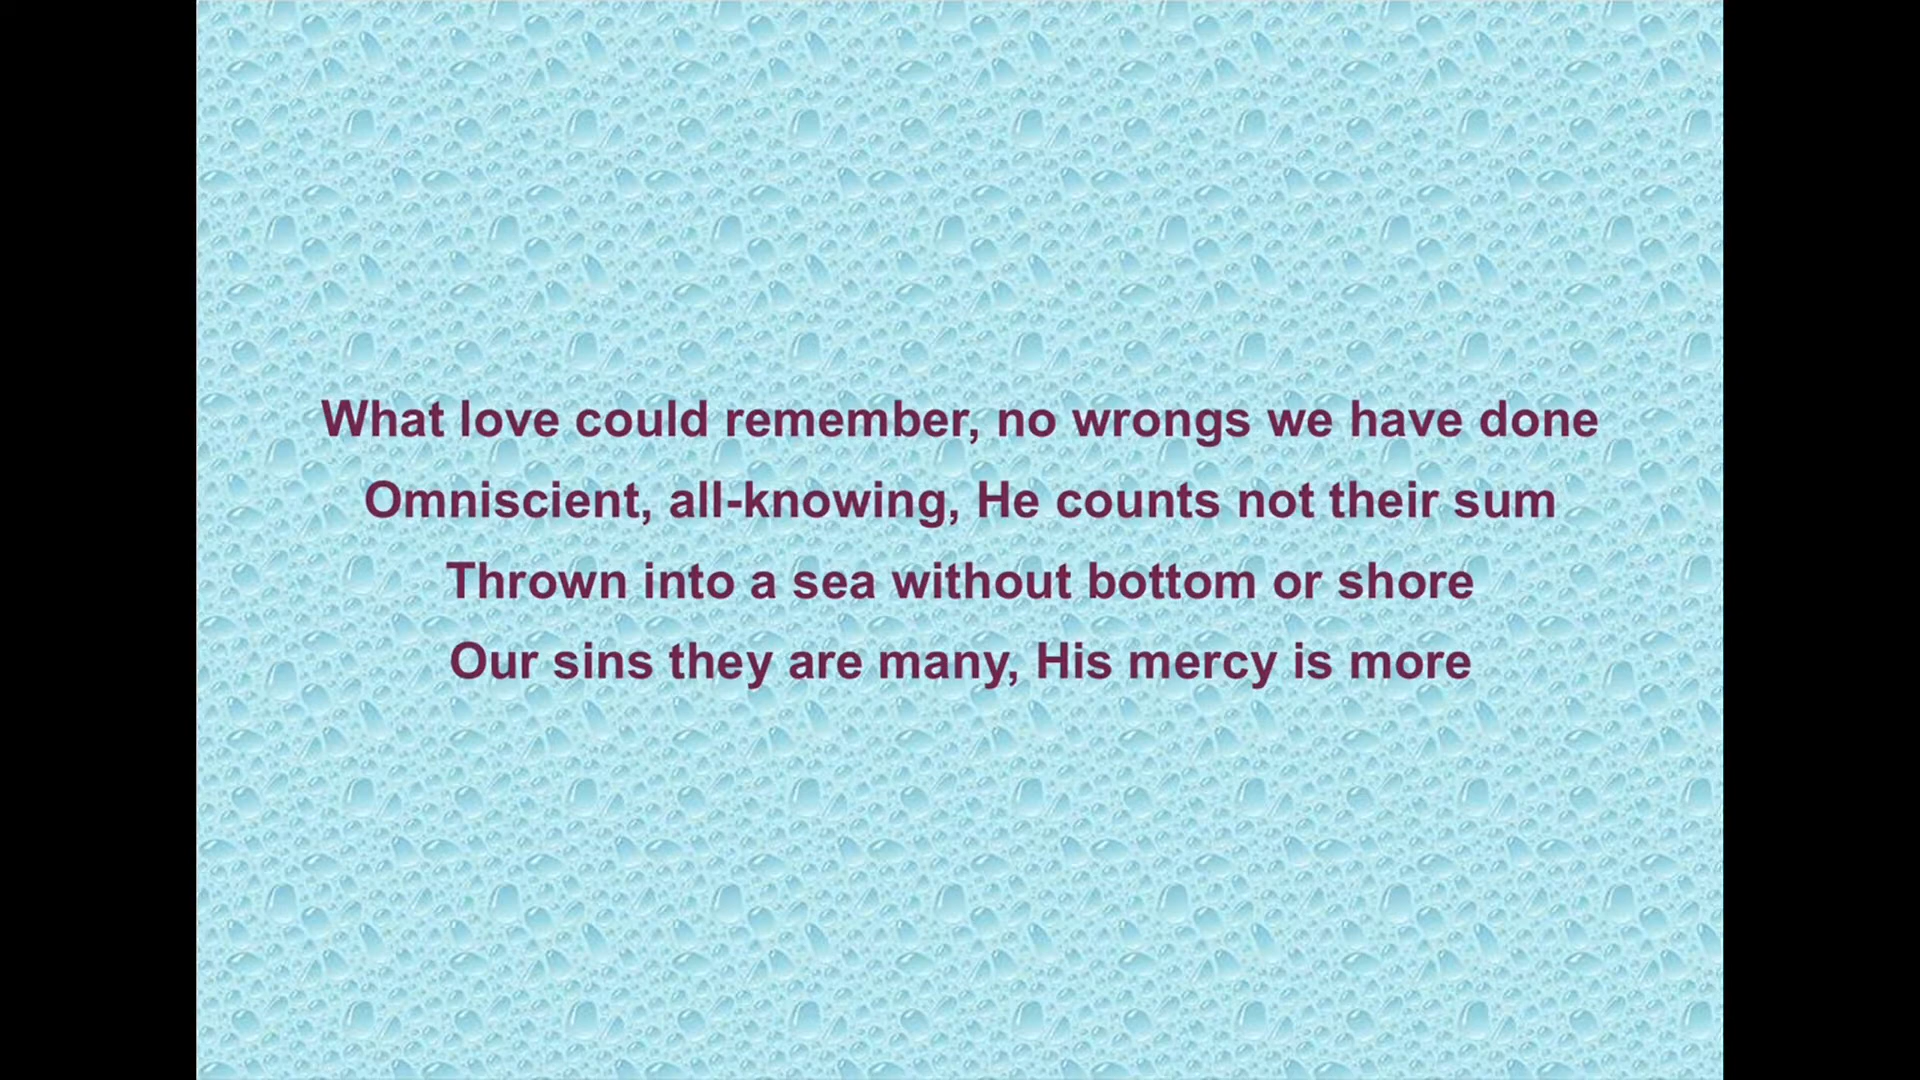 What love could remember, no wrongs we have done
Omniscient, all-knowing, He counts not their sum
Thrown into a sea without bottom or shore
Our sins they are many, His mercy is more